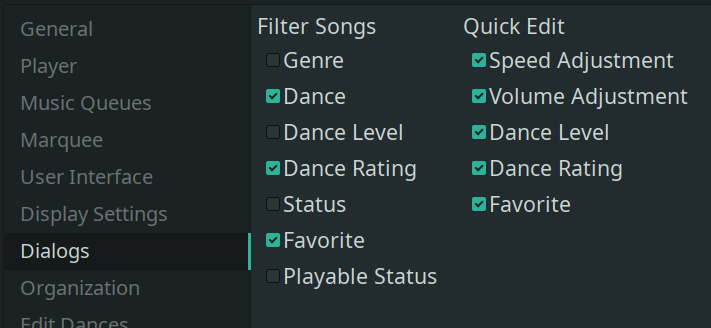 General
Player
Music Queues
Marquee
User Interface
Display Settings
Dialogs
Organization
Edit Dances
Filter Songs
Genre
Dance
Dance Level
Dance Rating
Status
Favorite
Playable Status
Quick Edit
Speed Adjustment
Volume Adjustment
Dance Level
Dance Rating
Favorite